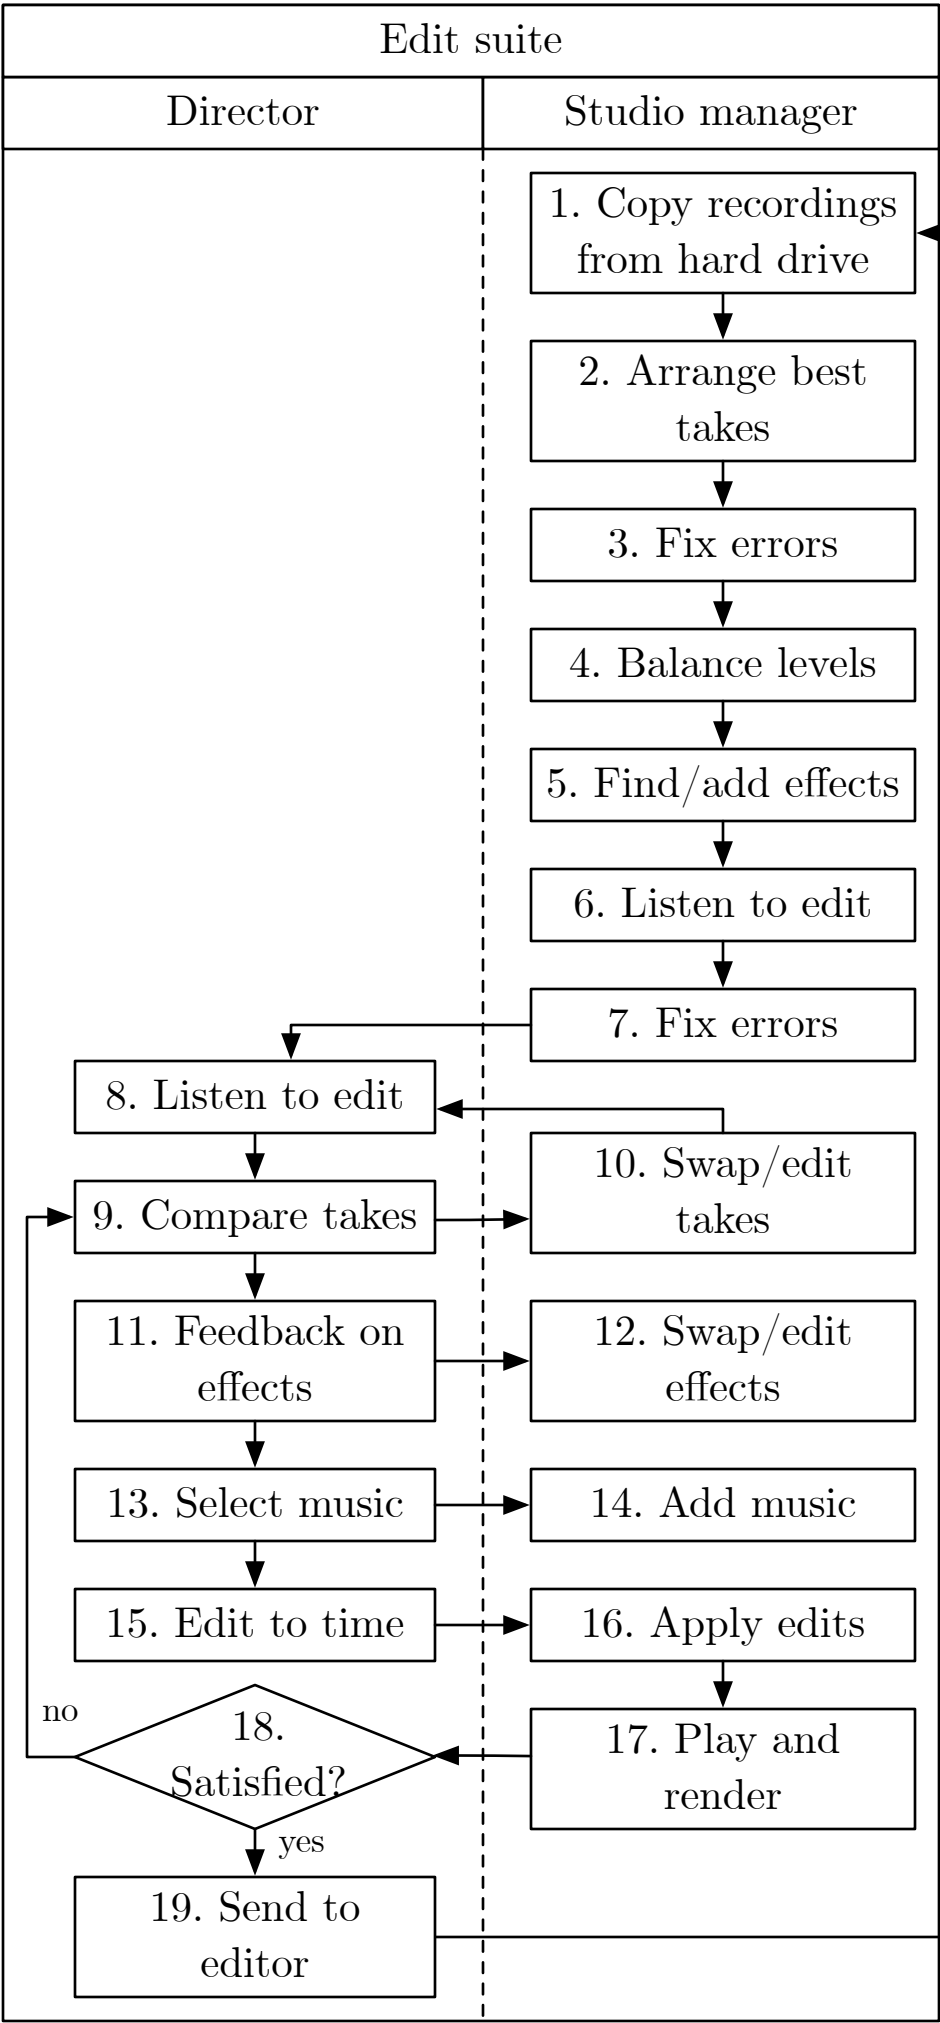 Edit suite
Director
Studio manager
1. Copy recordings
from hard drive
2. Arrange best
takes
3. Fix errors
4. Balance levels
5. Find/add effects
6. Listen to edit
7. Fix errors
8. Listen to edit
9. Compare takes
10. Swap/edit
takes
11. Feedback on
effects
12. Swap/edit
effects
13. Select music
14. Add music
15. Edit to time
16. Apply edits
17. Play and
render
no
18.
Satisfied?
yes
19. Send to
editor